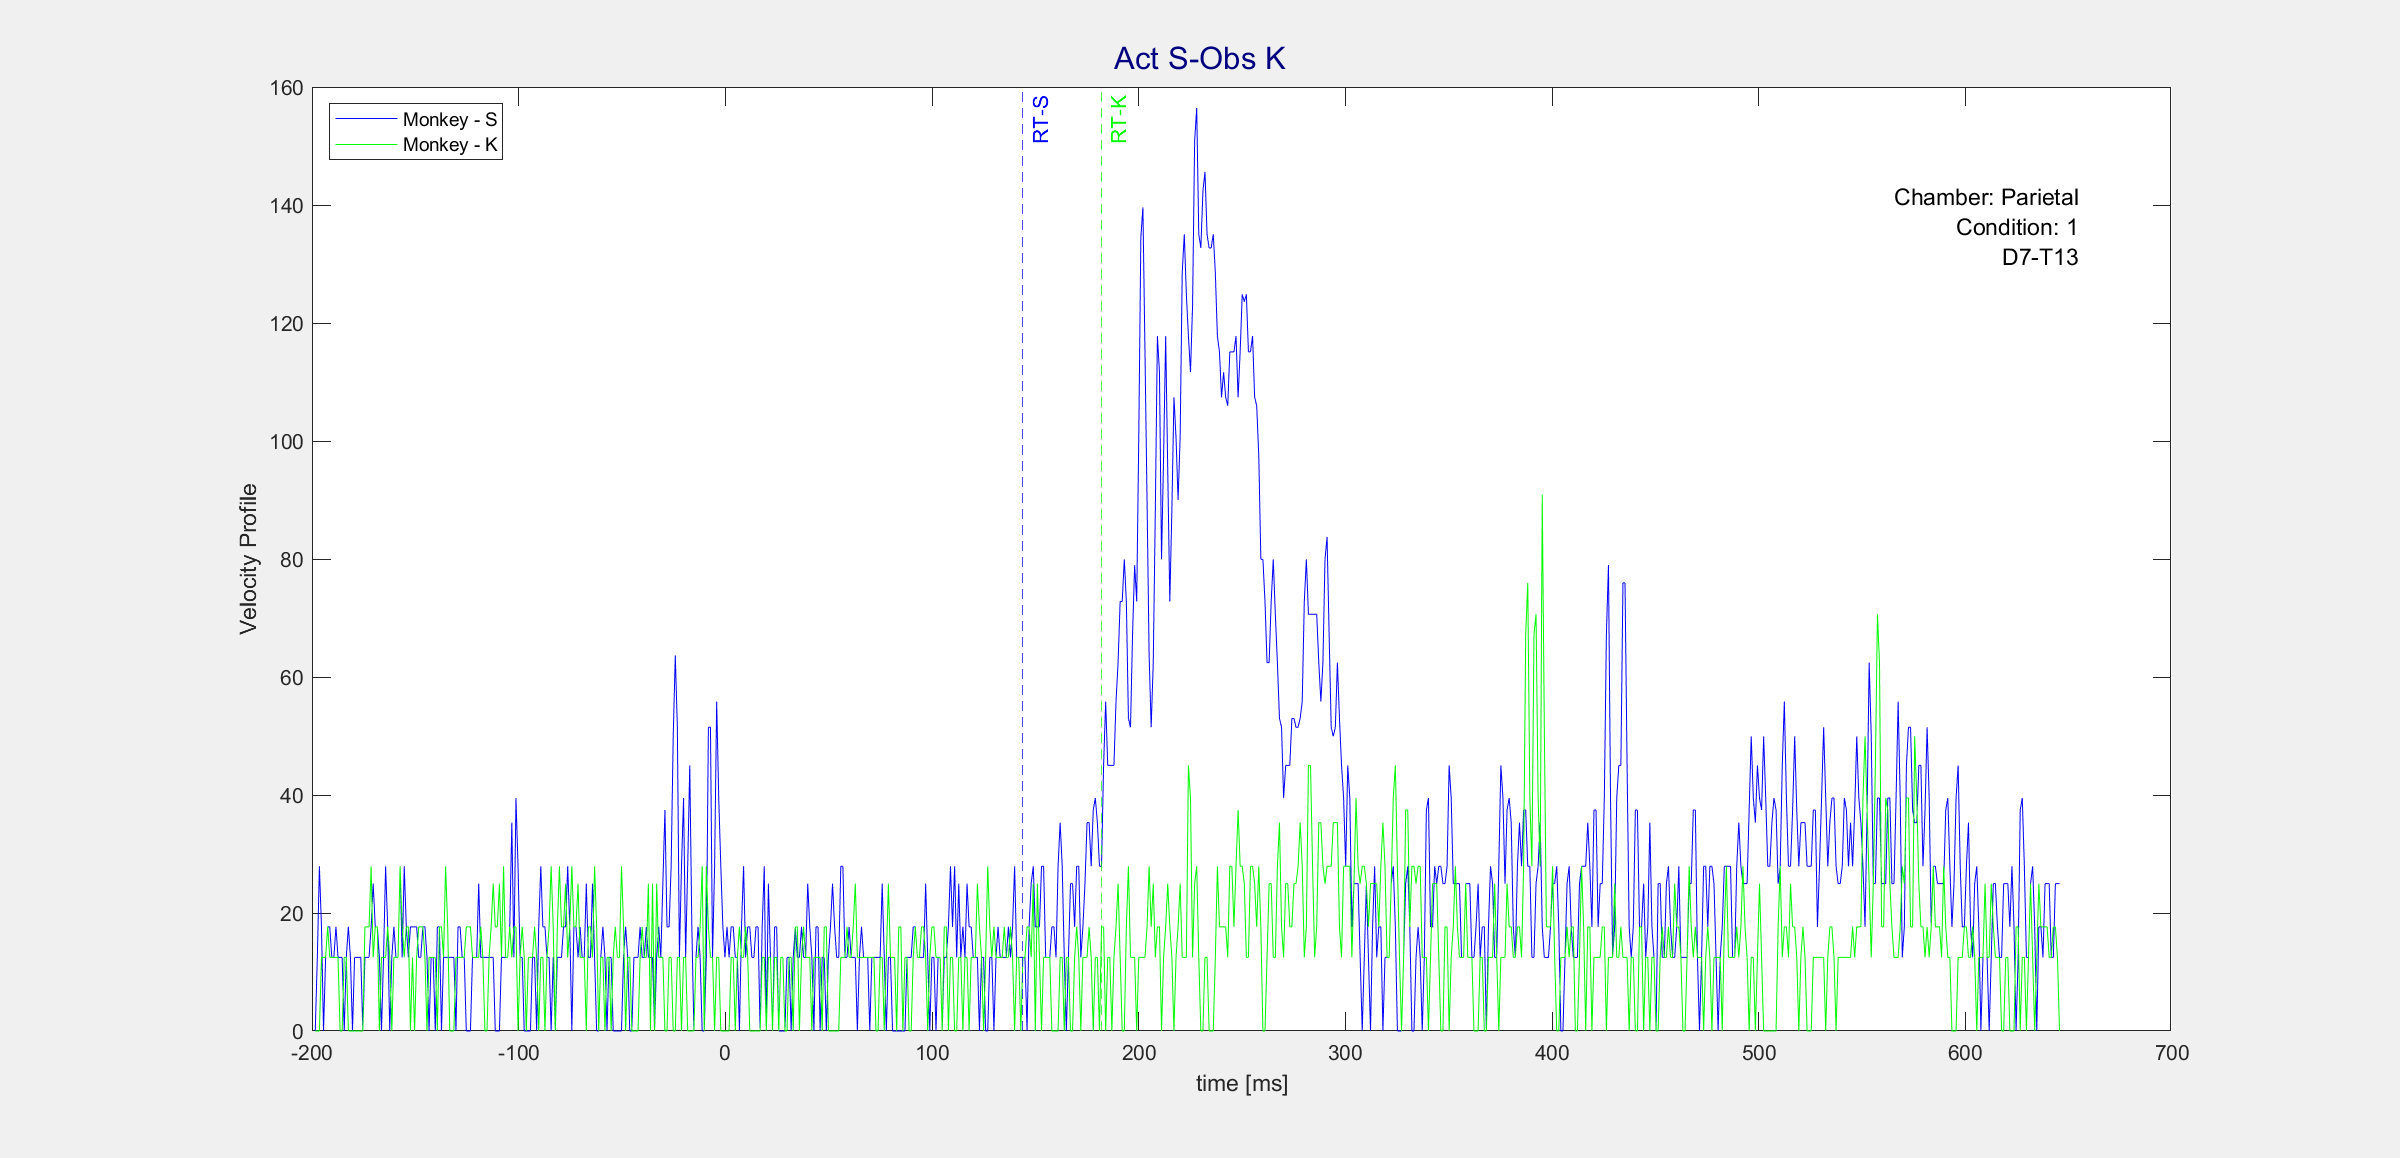 Act S-Obs K
160
140
120
100
80
60
40
20
0
Velocity Profile
Monkey - S
Monkey - K
RT-S
RT-K
Chamber: Parietal
Condition: 1
D7-T13
-200 -100 0 100 200 300 400 500 600 700
time [ms]